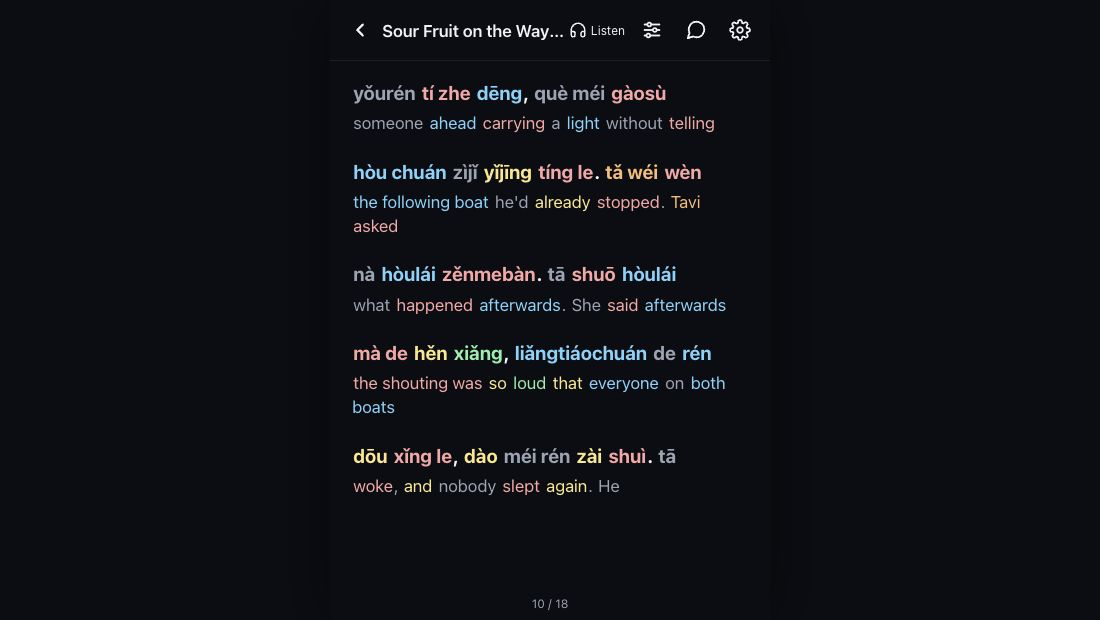 Sour Fruit on the Way... Listen
yǒurén tí zhe dēng, què méi gàosù
someone ahead carrying a light without telling
hòu chuán zìjǐ yǐjīng tíng le. tǎ wéi wèn
the following boat he'd already stopped. Tavi
asked
nà hòulái zěnmebàn. tā shuō hòulái
what happened afterwards. She said afterwards
mà de hěn xiǎng, liǎngtiáochuán de rén
the shouting was so loud that everyone on both
boats
dōu xǐng le, dào méi rén zài shuì. tā
woke, and nobody slept again. He
10 / 18